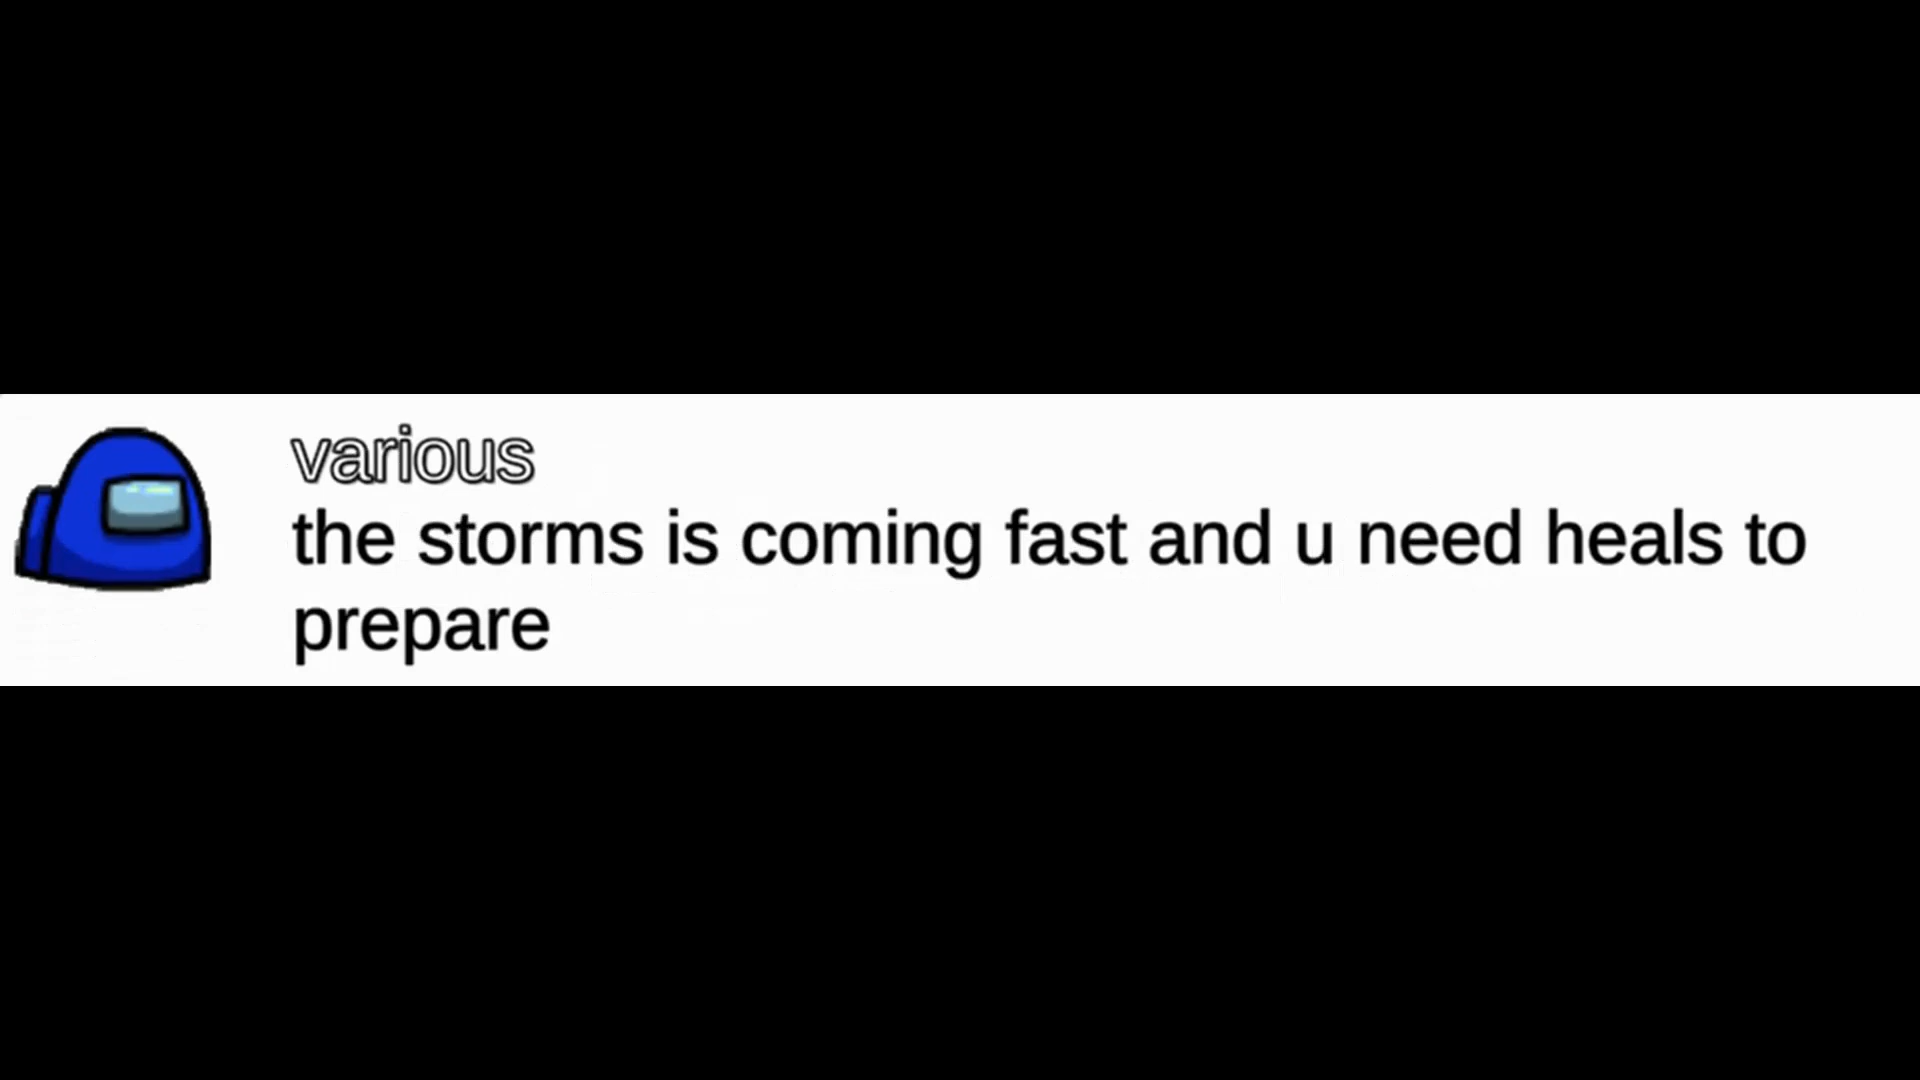 various
the storms is coming fast and u need heals to
prepare